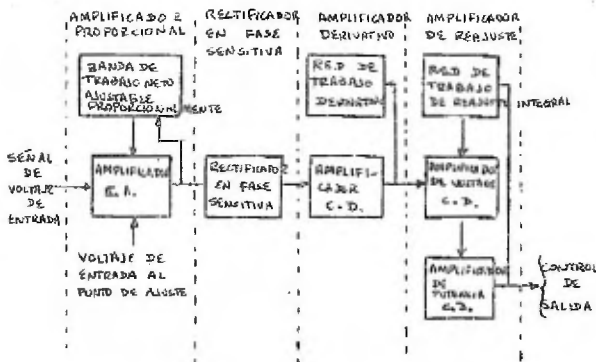 AMPLIFICADO2
PROPORCIONAL
RECTIFICADOR
EN FASE
SENSITIVA
AMPLIFICADOR
DERIVATIVO
AMPLIFICADOR
DE REAJUSTE
BANDA DE
TRABAJO NETO
AJUSTABLE
PROPORCIONALMENTE
RED DE
TRABAJO
DERIVATIVO
RED DE
TRABAJO
DE REAJUSTE INTEGRAL
SEÑAL
DE
VOLTAJE
DE
ENTRADA
AMPLIFICADOR
C.A.
RECTIFICADO2
EN FASE
SENSITIVA
AMPLIFI-
CADOR
C.D.
AMPLIFICADOR
DE VOLTAJE
C.D.
VOLTAJE DE
ENTRADA AL
PUNTO DE AJUSTE
AMPLIFICADOR
DE
POTENCIA
C.D.
CONTROL
DE
SALIDA